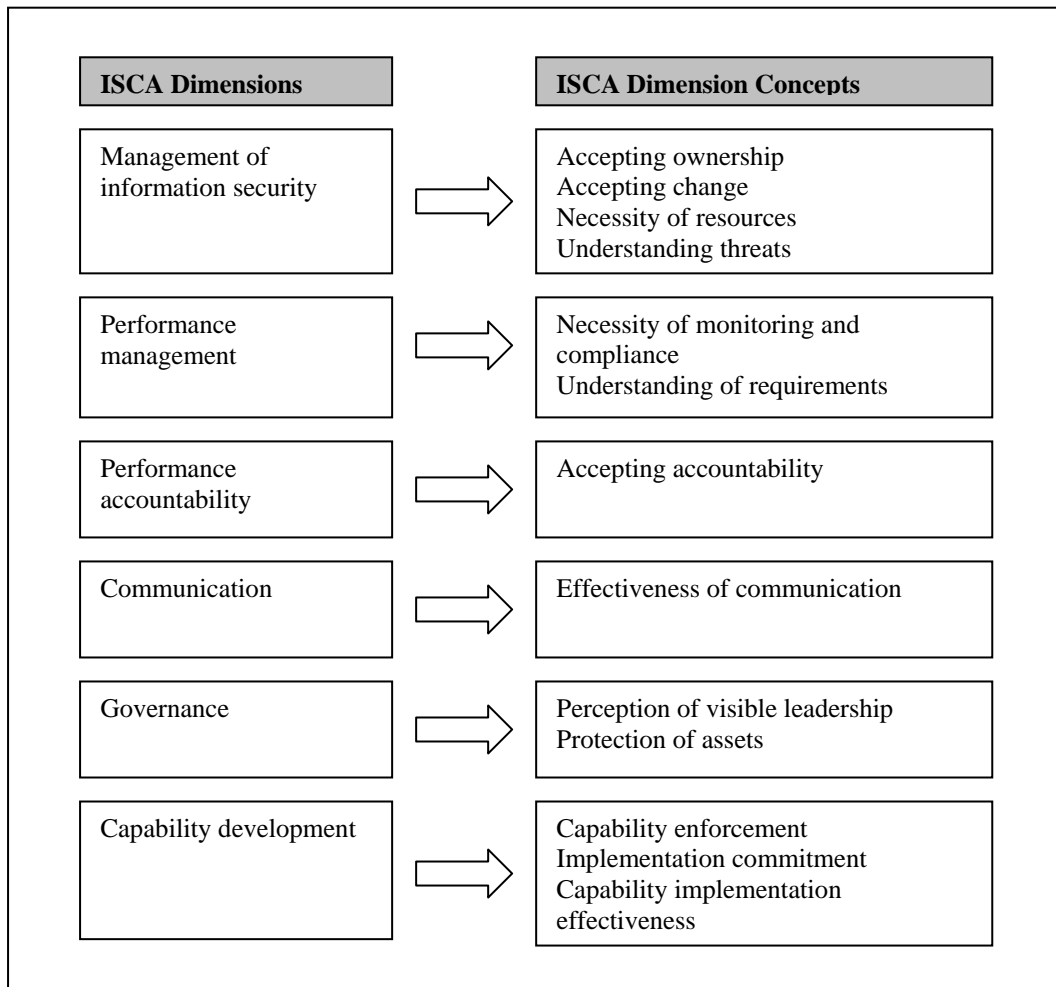 ISCA Dimensions
ISCA Dimension Concepts
Management of
information security
Accepting ownership
Accepting change
Necessity of resources
Understanding threats
Performance
management
Necessity of monitoring and
compliance
Understanding of requirements
Performance
accountability
Accepting accountability
Communication
Effectiveness of communication
Governance
Perception of visible leadership
Protection of assets
Capability development
Capability enforcement
Implementation commitment
Capability implementation
effectiveness